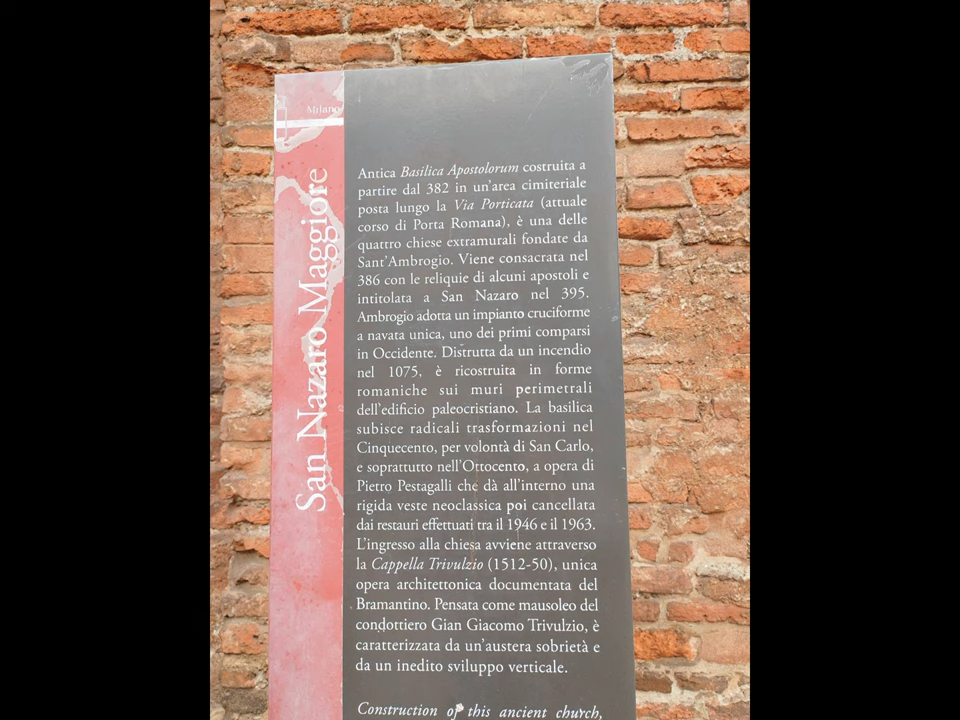 Milano
San Nazaro Maggiore
Antica Basilica Apostolorum costruita a
partire dal 382 in un'area cimiteriale
posta lungo la Via Porticata (attuale
corso di Porta Romana), è una delle
quattro chiese extramurali fondate da
Sant'Ambrogio. Viene consacrata nel
386 con le reliquie di alcuni apostoli e
intitolata a San Nazaro nel 395.
Ambrogio adotta un impianto cruciforme
a navata unica, uno dei primi comparsi
in Occidente. Distrutta da un incendio
nel 1075, è ricostruita in forme
romaniche sui muri perimetrali
dell'edificio paleocristiano. La basilica
subisce radicali trasformazioni nel
Cinquecento, per volontà di San Carlo,
e soprattutto nell'Ottocento, a opera di
Pietro Pestagalli che dà all'interno una
rigida veste neoclassica poi cancellata
dai restauri effettuati tra il 1946 e il 1963.
L'ingresso alla chiesa avviene attraverso
la Cappella Trivulzio (1512-50), unica
opera architettonica documentata del
Bramantino. Pensata come mausoleo del
condottiero Gian Giacomo Trivulzio, è
caratterizzata da un'austera sobrietà e
da un inedito sviluppo verticale.
Construction of this ancient church,